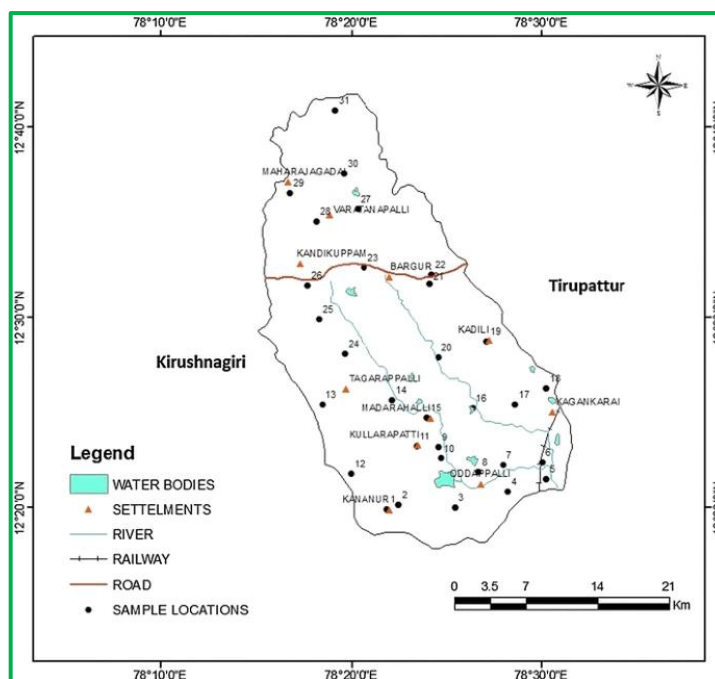 78°10'0"E 78°20'0"E 78°30'0"E
12°40'0"N
31
30
MAHARAJAGADAI
29
27
28 VARATANAPALLI
KANDIKUPPAM 23
BARGUR 22
21
26
Tirupattur
12°30'0"N
25
KADILI 19
24
20
Kirushnagiri
18
TAGARAPPALLI
14
13
16
17
KAGANKARAI
MADARAHALLI 15
KULLARAPATTI 11
9
10
7
6
5
8
ODDAPPALLI
12
4
3
2
KANANUR 1
12°20'0"N
Legend
WATER BODIES
SETTELMENTS
RIVER
RAILWAY
ROAD
SAMPLE LOCATIONS
0 3.5 7 14 21
Km
78°10'0"E 78°20'0"E 78°30'0"E